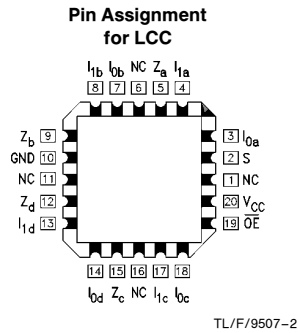 Pin Assignment
for LCC
I1b I0b NC Za I1a
8 7 6 5 4
Zb 9
GND 10
NC 11
Zd 12
I1d 13
3 I0a
2 S
1 NC
20 VCC
19 O̅E̅
14 15 16 17 18
I0d Zc NC I1c I0c
TL/F/9507-2